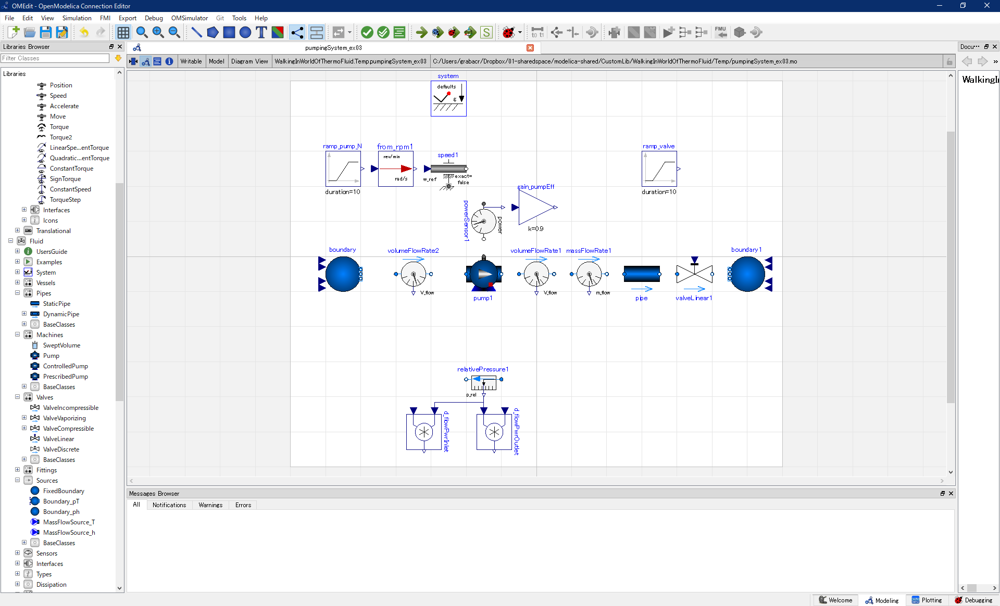 OMEdit - OpenModelica Connection Editor
File Edit View Simulation FMI Export Debug OMSimulator Git Tools Help
to t1 S FMU
Libraries Browser
Filter Classes
Libraries
Position
Speed
Accelerate
Move
Torque
Torque2
LinearSpe...entTorque
Quadratic...entTorque
ConstantTorque
SignTorque
ConstantSpeed
TorqueStep
Interfaces
Icons
Translational
Fluid
UsersGuide
Examples
System
Vessels
Pipes
StaticPipe
DynamicPipe
BaseClasses
Machines
SweptVolume
Pump
ControlledPump
PrescribedPump
BaseClasses
Valves
ValveIncompressible
ValveVaporizing
ValveCompressible
ValveLinear
ValveDiscrete
BaseClasses
Fittings
Sources
FixedBoundary
Boundary_pT
Boundary_ph
MassFlowSource_T
MassFlowSource_h
BaseClasses
Sensors
Interfaces
Types
Dissipation
pumpingSystem_ex03
Writable Model Diagram View WalkingInWorldOfThermoFluid.Temp.pumpingSystem_ex03 C:/Users/grabacr/Dropbox/01-sharedspace/modelica-shared/CustomLib/WalkingInWorldOfThermoFluid/Temp/pumpingSystem_ex03.mo
system
defaults
g
ramp_pump_N from_rpm1 speed1 ramp_valve
rev/min
rad/s
w_ref
exact=
false
duration=10
duration=10
gain_pumpEff
k=0.9
powerSensor1
power
boundary volumeFlowRate2 volumeFlowRate1 massFlowRate1 boundary1
V_flow V_flow m_flow
pump1 pipe valveLinear1
relativePressure1
p_rel
d_flowPwrInlet
d_flowPwrOutlet
Messages Browser
All Notifications Warnings Errors
Docu···
WalkingI
Welcome Modeling Plotting Debugging